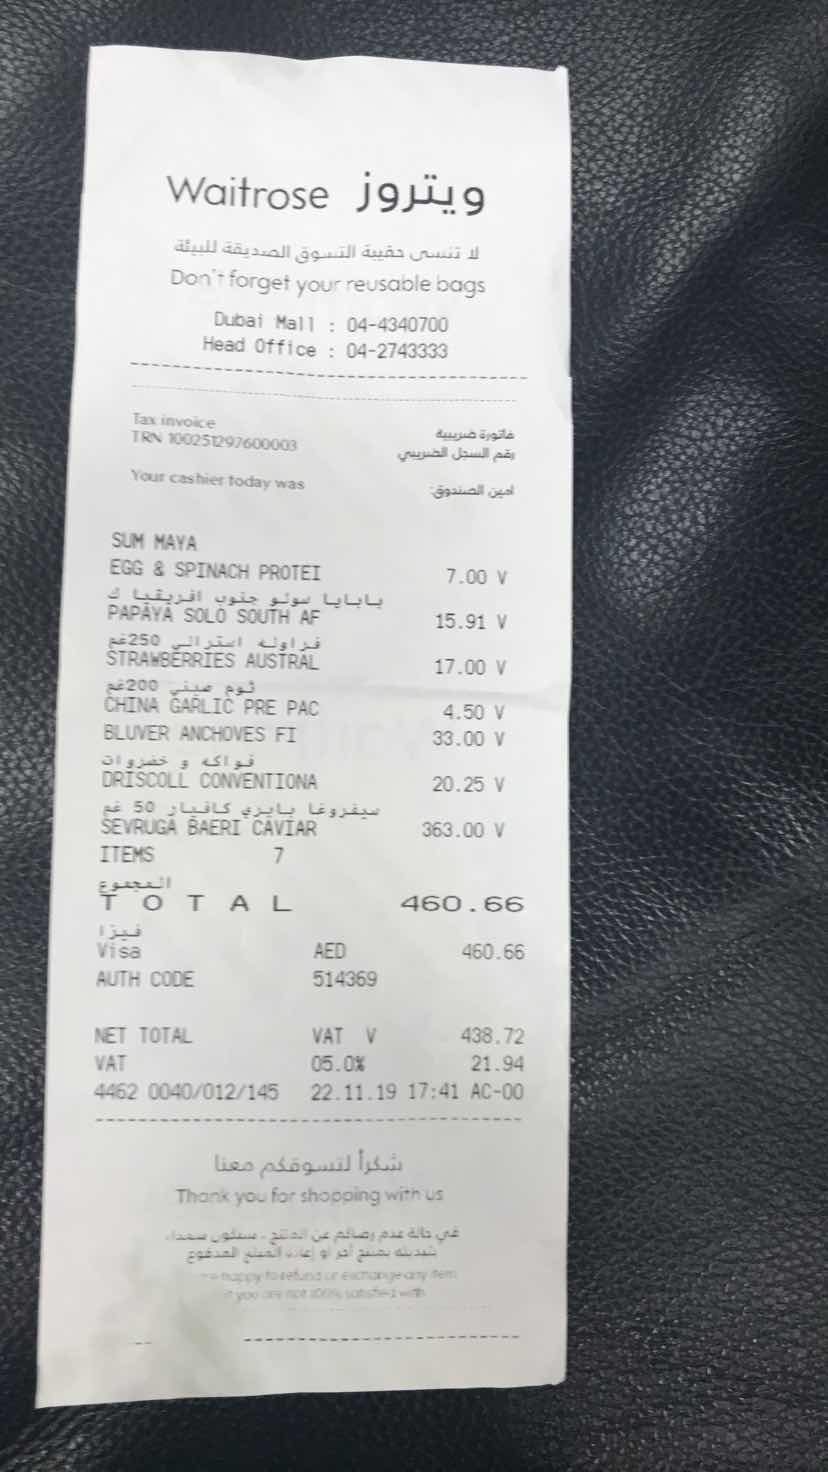 Waitrose ويتروز
لا تنسى حقيبة التسوق الصديقة للبيئة
Don't forget your reusable bags
Dubai Mall : 04-4340700
Head Office : 04-2743333
Tax invoice فاتورة ضريبية
TRN 100251297600003 رقم السجل الضريبي
Your cashier today was امين الصندوق:
SUM MAYA
EGG & SPINACH PROTEI 7.00 V
بابايا سولو جنوب افريقيا ك
PAPAYA SOLO SOUTH AF 15.91 V
فراولة استرالي 250غم
STRAWBERRIES AUSTRAL 17.00 V
ثوم صيني 200غم
CHINA GARLIC PRE PAC 4.50 V
BLUVER ANCHOVES FI 33.00 V
فواكه و خضروات
DRISCOLL CONVENTIONA 20.25 V
سيفروغا بايري كافيار 50 غم
SEVRUGA BAERI CAVIAR 363.00 V
ITEMS 7
المجموع
TOTAL 460.66
فيزا
Visa AED 460.66
AUTH CODE 514369
NET TOTAL VAT V 438.72
VAT 05.0% 21.94
4462 0040/012/145 22.11.19 17:41 AC-00
شكراً لتسوقكم معنا
Thank you for shopping with us
في حالة عدم رضائكم عن المنتج ، سنكون سعداء
بتبديله بمنتج آخر أو إعادة المبلغ المدفوع
happy to refund or exchange any item
if you are not 100% satisfied with